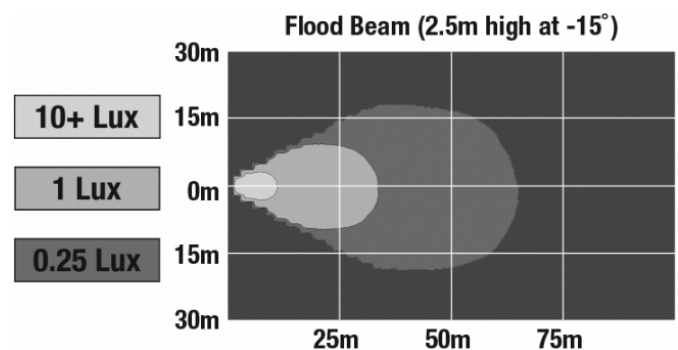 Flood Beam (2.5m high at -15˚)
10+ Lux
1 Lux
0.25 Lux
30m
15m
0m
15m
30m
25m 50m 75m